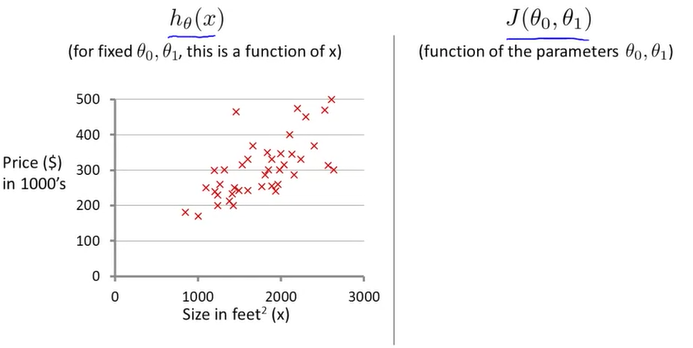 hθ(x)
(for fixed θ0, θ1, this is a function of x)
J(θ0, θ1)
(function of the parameters θ0, θ1)
Price ($)
in 1000’s
500
400
300
200
100
0
0 1000 2000 3000
Size in feet² (x)